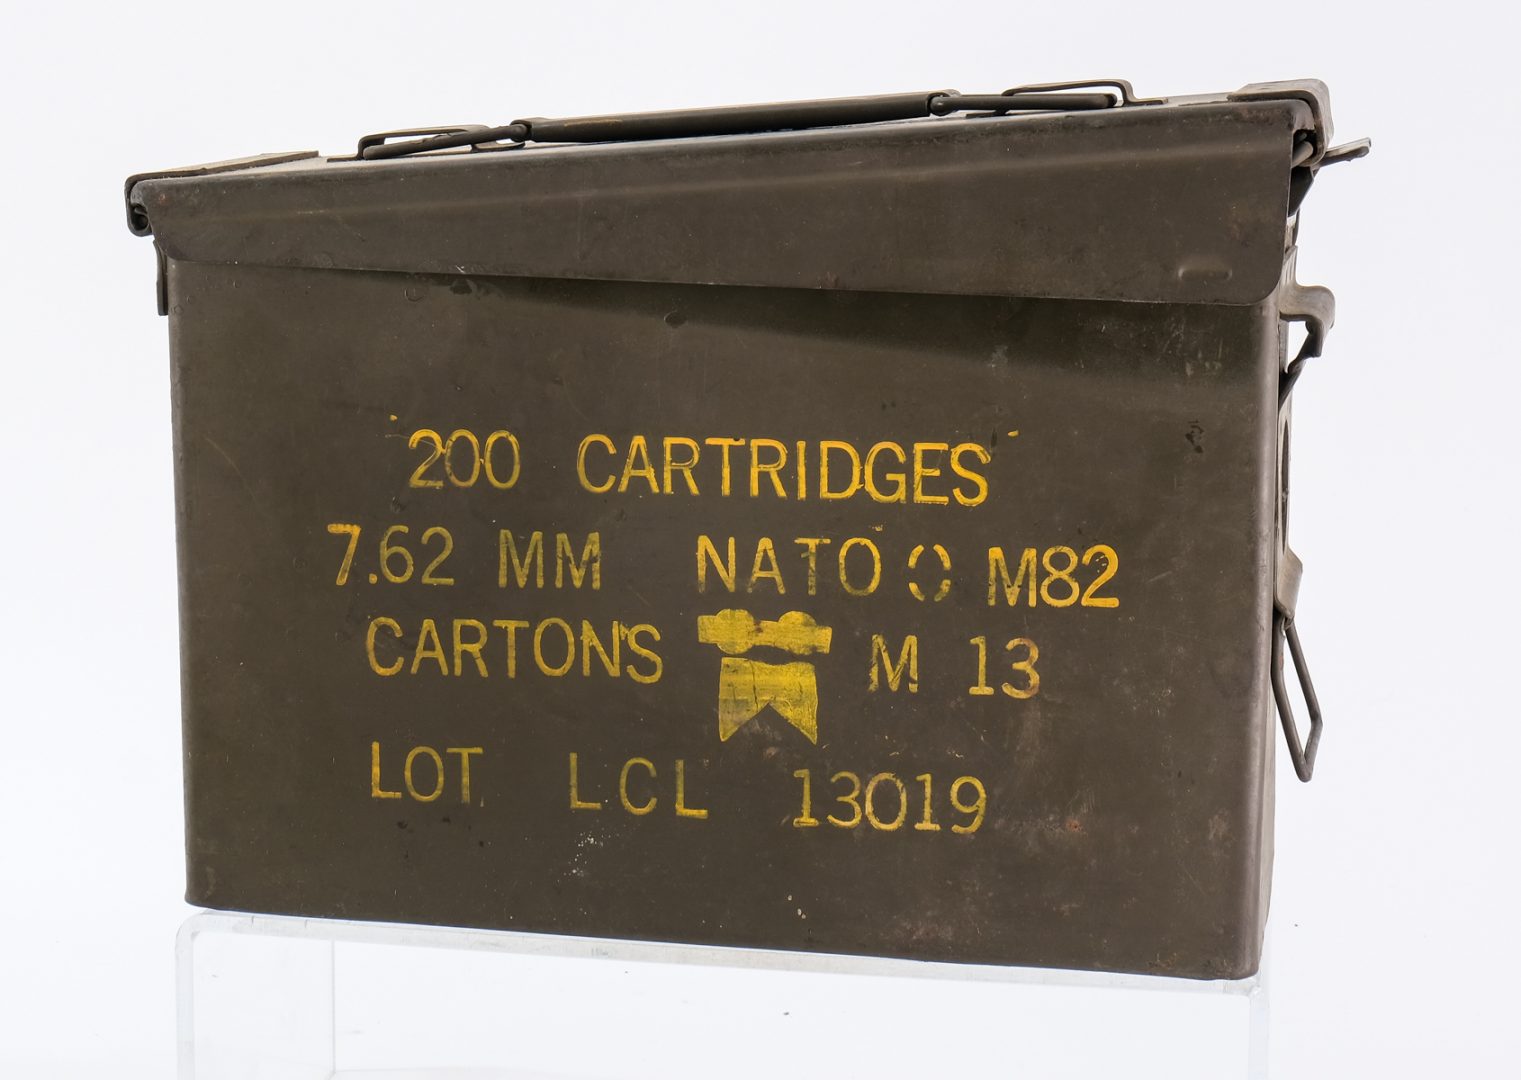 200 CARTRIDGES
7.62 MM NATO M82
CARTONS M 13
LOT LCL 13019